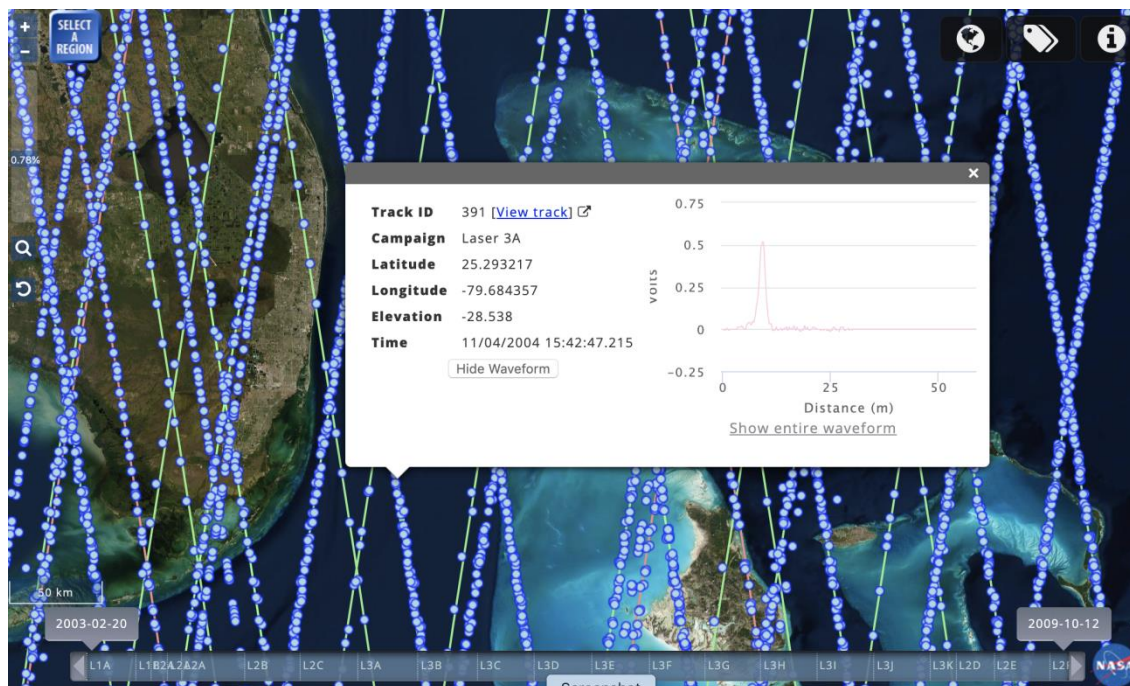 +
SELECT
A
REGION
-
0.78%
×
Track ID 391 [View track]
Campaign Laser 3A
Latitude 25.293217
Longitude -79.684357
Elevation -28.538
Time 11/04/2004 15:42:47.215
Hide Waveform
0.75
0.5
0.25
0
-0.25
volts
0 25 50
Distance (m)
Show entire waveform
50 km
2003-02-20
2009-10-12
L1A L2A L2B L2C L3A L3B L3C L3D L3E L3F L3G L3H L3I L3J L3K L2D L2E
NASA
Screenshot